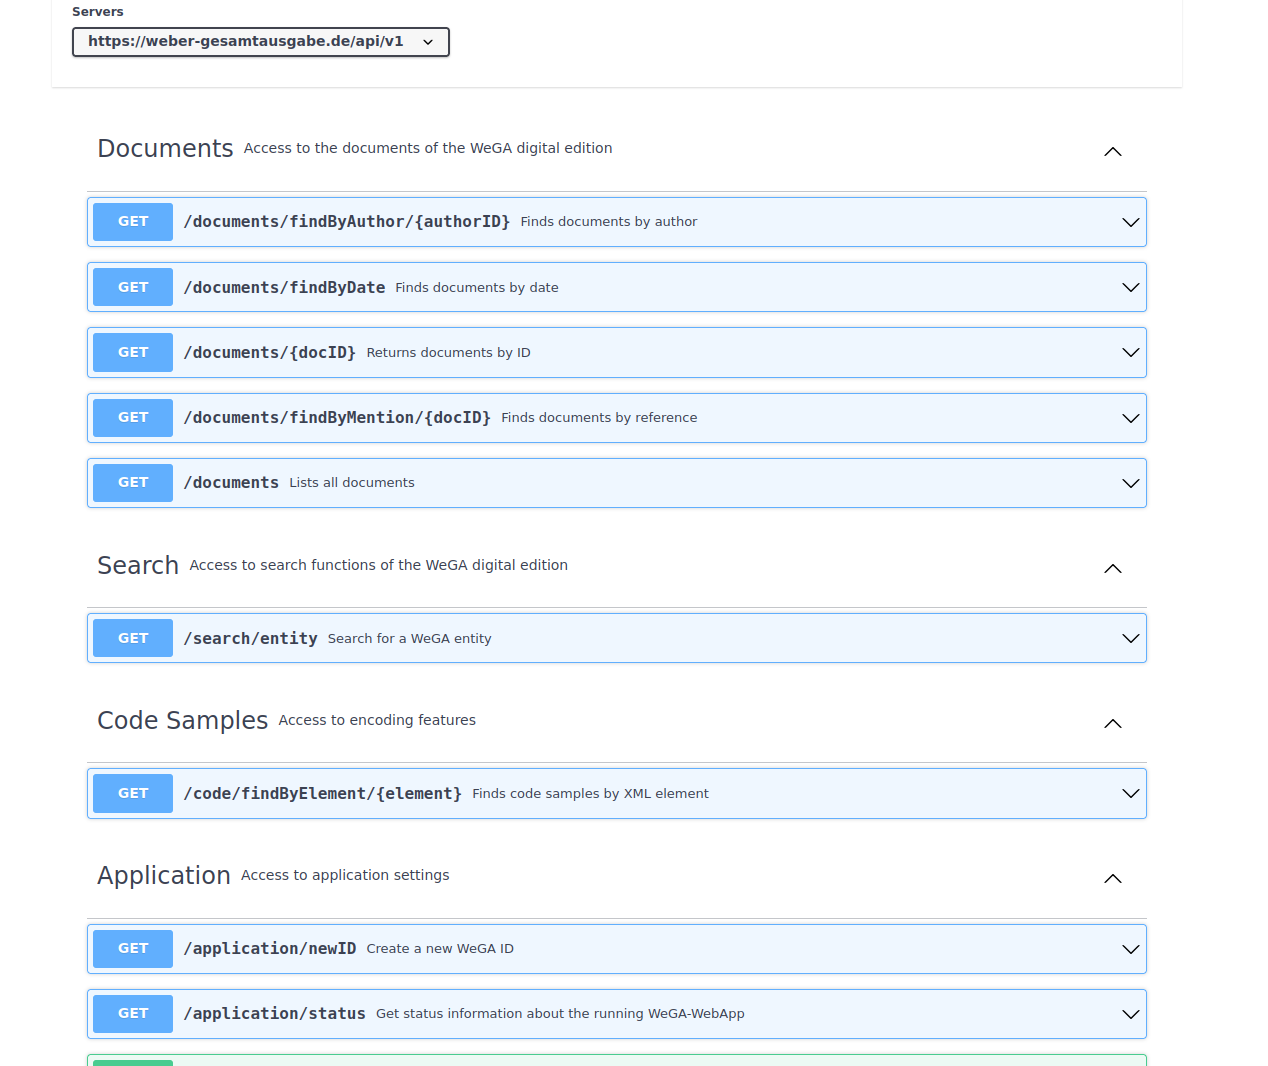 Servers
https://weber-gesamtausgabe.de/api/v1
Documents Access to the documents of the WeGA digital edition
GET /documents/findByAuthor/{authorID} Finds documents by author
GET /documents/findByDate Finds documents by date
GET /documents/{docID} Returns documents by ID
GET /documents/findByMention/{docID} Finds documents by reference
GET /documents Lists all documents
Search Access to search functions of the WeGA digital edition
GET /search/entity Search for a WeGA entity
Code Samples Access to encoding features
GET /code/findByElement/{element} Finds code samples by XML element
Application Access to application settings
GET /application/newID Create a new WeGA ID
GET /application/status Get status information about the running WeGA-WebApp